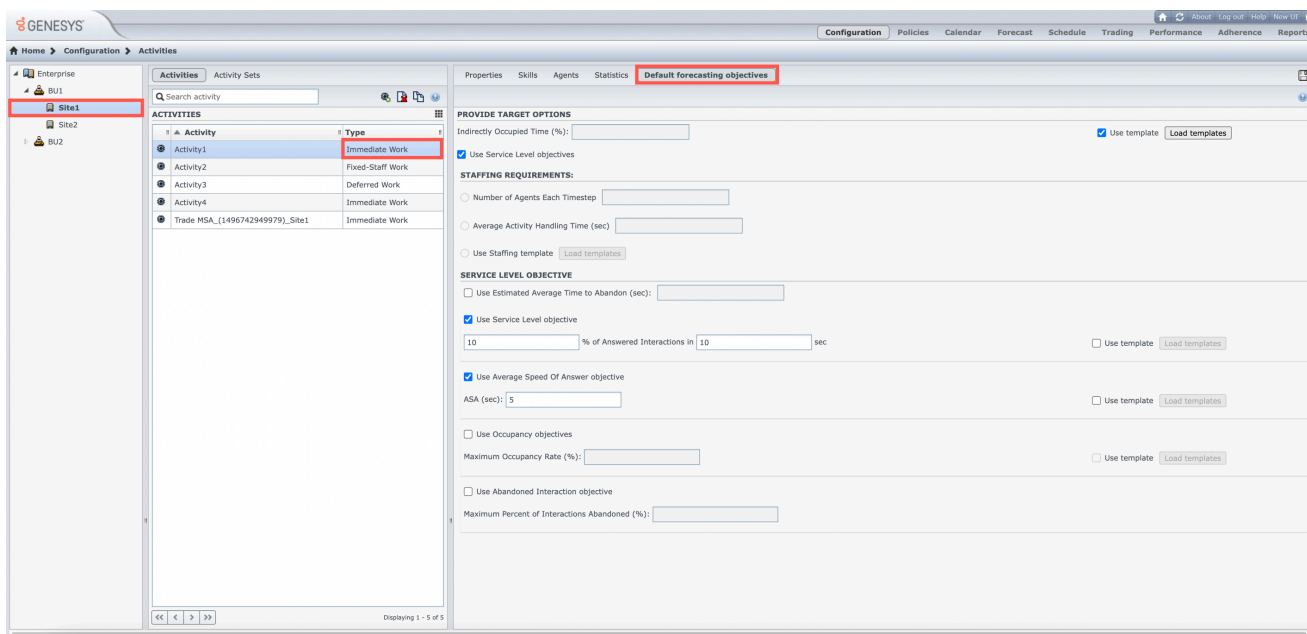 GENESYS
About Log out Help New UI
Configuration Policies Calendar Forecast Schedule Trading Performance Adherence Reports
Home Configuration Activities
Enterprise
BU1
Site1
Site2
BU2
Activities Activity Sets
Search activity
ACTIVITIES
Activity Type
Activity1 Immediate Work
Activity2 Fixed-Staff Work
Activity3 Deferred Work
Activity4 Immediate Work
Trade MSA_(1496742949979)_Site1 Immediate Work
Displaying 1 - 5 of 5
Properties Skills Agents Statistics Default forecasting objectives
PROVIDE TARGET OPTIONS
Indirectly Occupied Time (%): Use template Load templates
Use Service Level objectives
STAFFING REQUIREMENTS:
Number of Agents Each Timestep
Average Activity Handling Time (sec)
Use Staffing template Load templates
SERVICE LEVEL OBJECTIVE
Use Estimated Average Time to Abandon (sec):
Use Service Level objective
10 % of Answered Interactions in 10 sec Use template Load templates
Use Average Speed Of Answer objective
ASA (sec): 5 Use template Load templates
Use Occupancy objectives
Maximum Occupancy Rate (%): Use template Load templates
Use Abandoned Interaction objective
Maximum Percent of Interactions Abandoned (%):